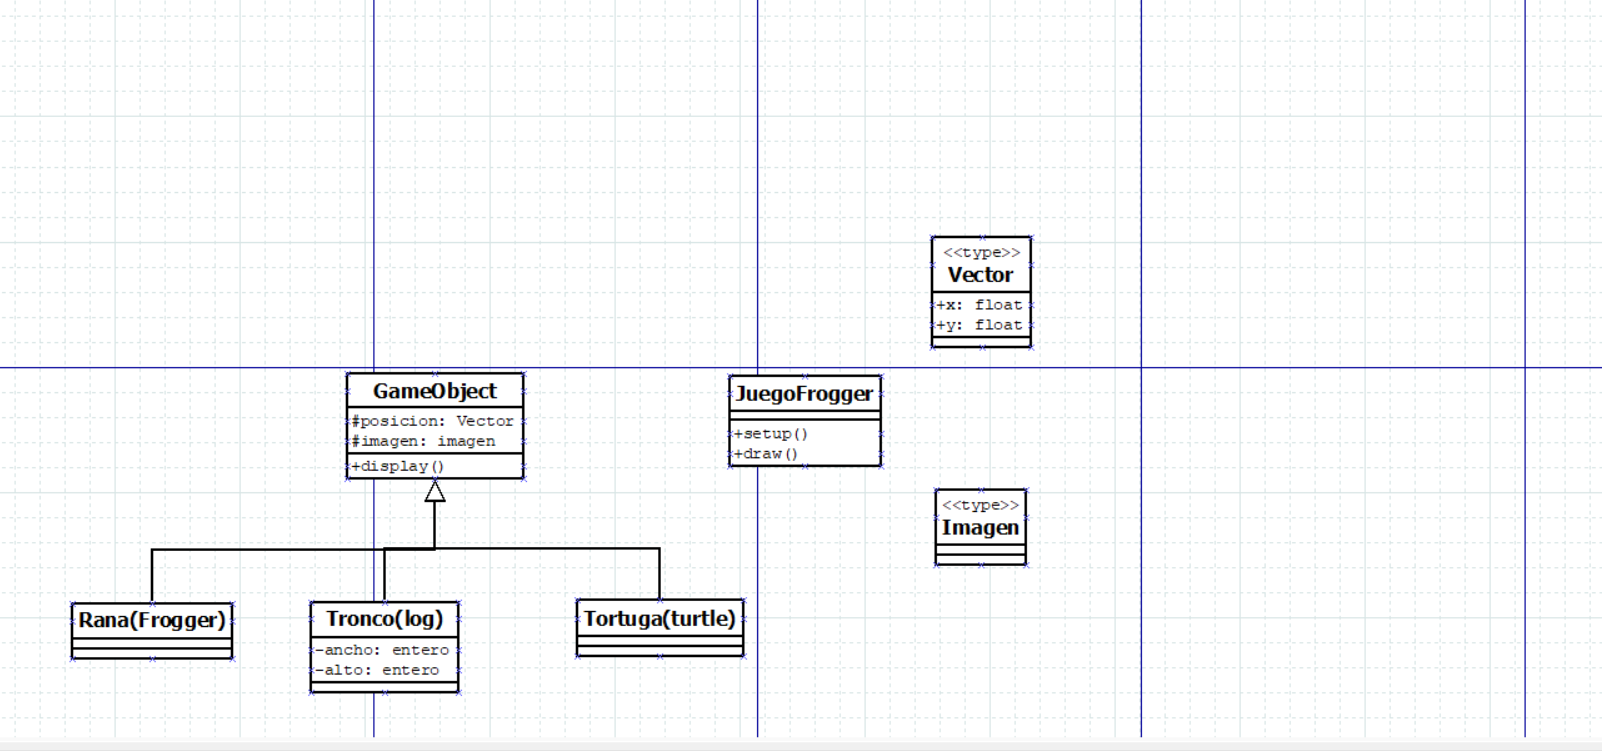 <<type>>
Vector
+x: float
+y: float
GameObject
#posicion: Vector
#imagen: imagen
+display()
JuegoFrogger
+setup()
+draw()
<<type>>
Imagen
Rana(Frogger)
Tronco(log)
-ancho: entero
-alto: entero
Tortuga(turtle)